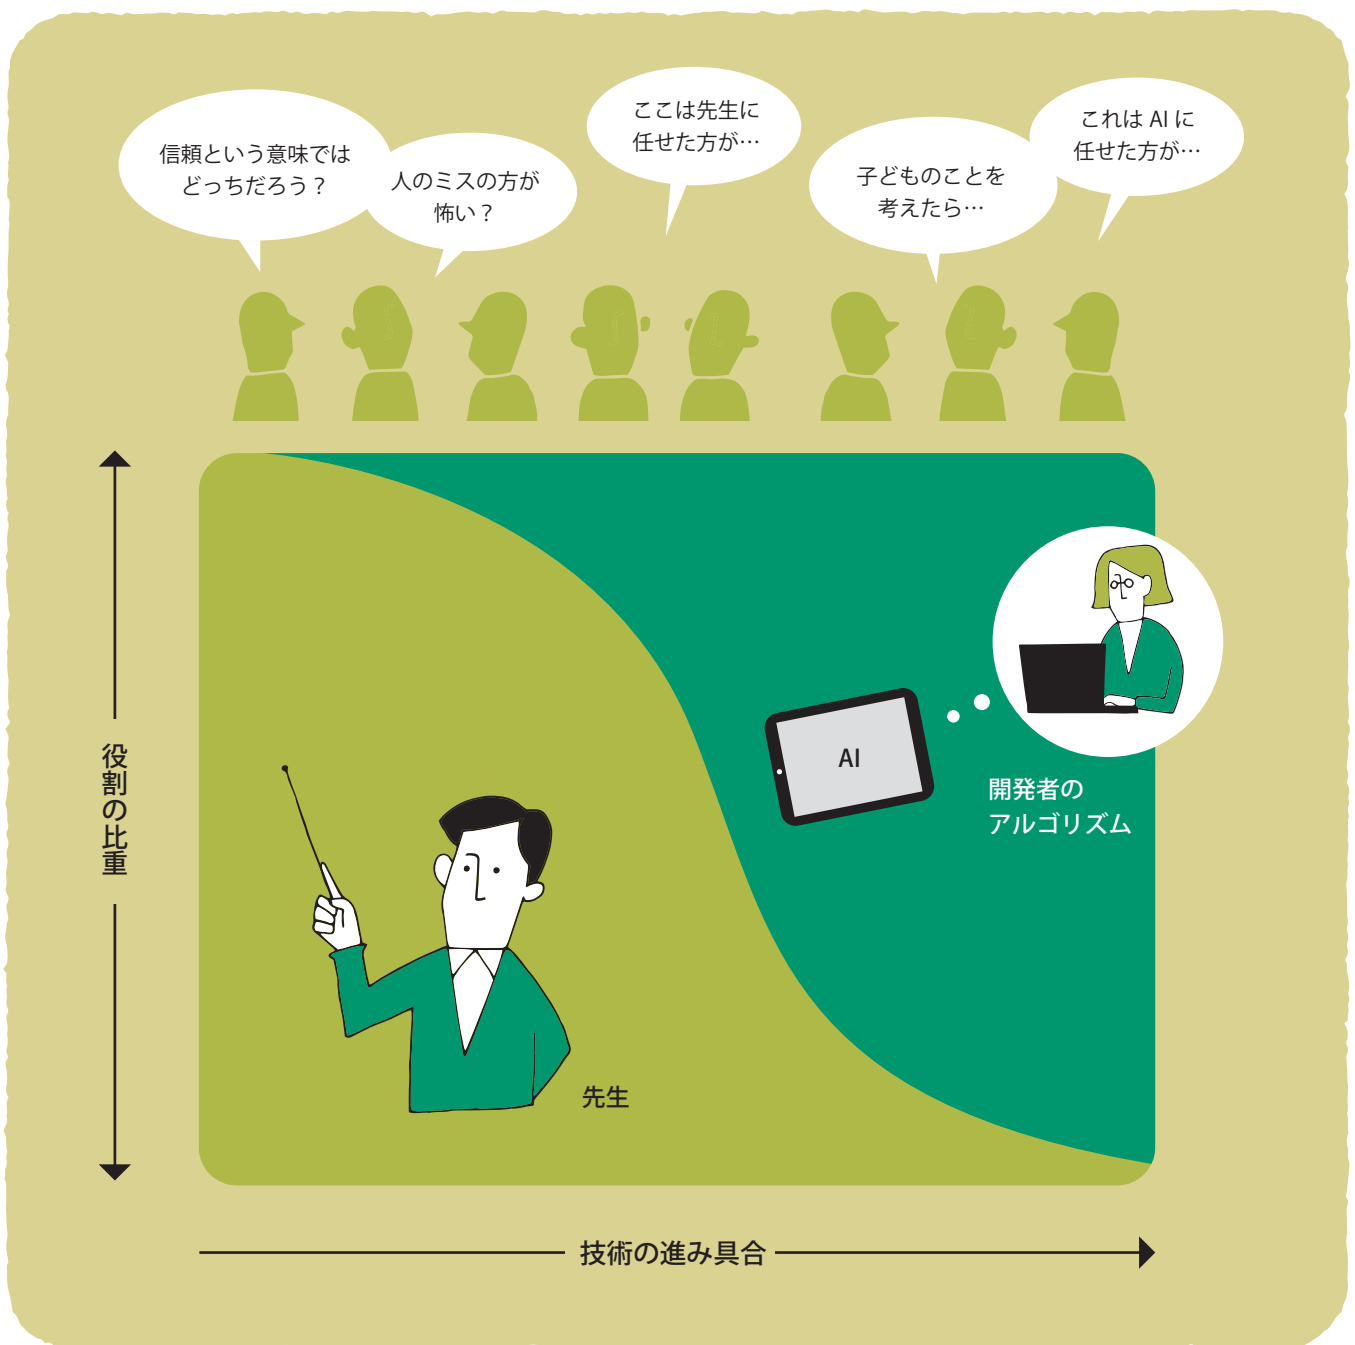 信頼という意味では
どっちだろう？
人のミスの方が
怖い？
ここは先生に
任せた方が…
子どものことを
考えたら…
これは AI に
任せた方が…
役割の比重
AI
開発者の
アルゴリズム
先生
技術の進み具合